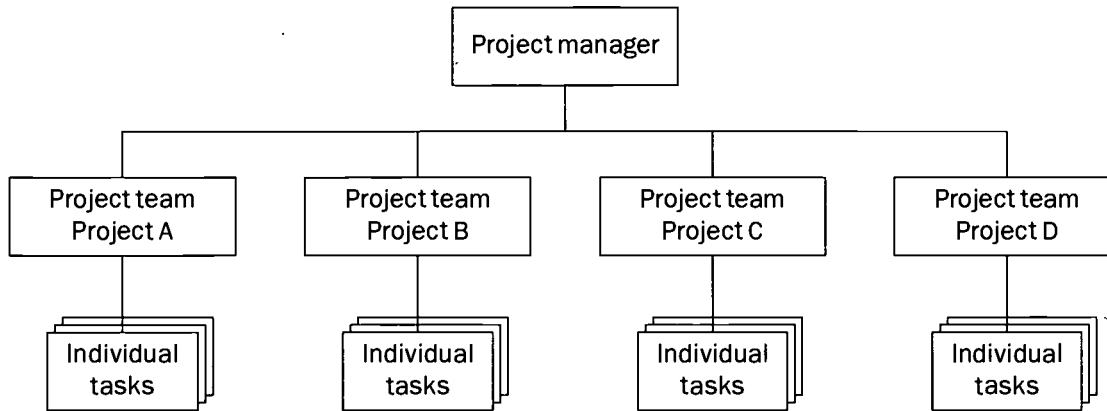 Project manager
Project team
Project A
Project team
Project B
Project team
Project C
Project team
Project D
Individual
tasks
Individual
tasks
Individual
tasks
Individual
tasks